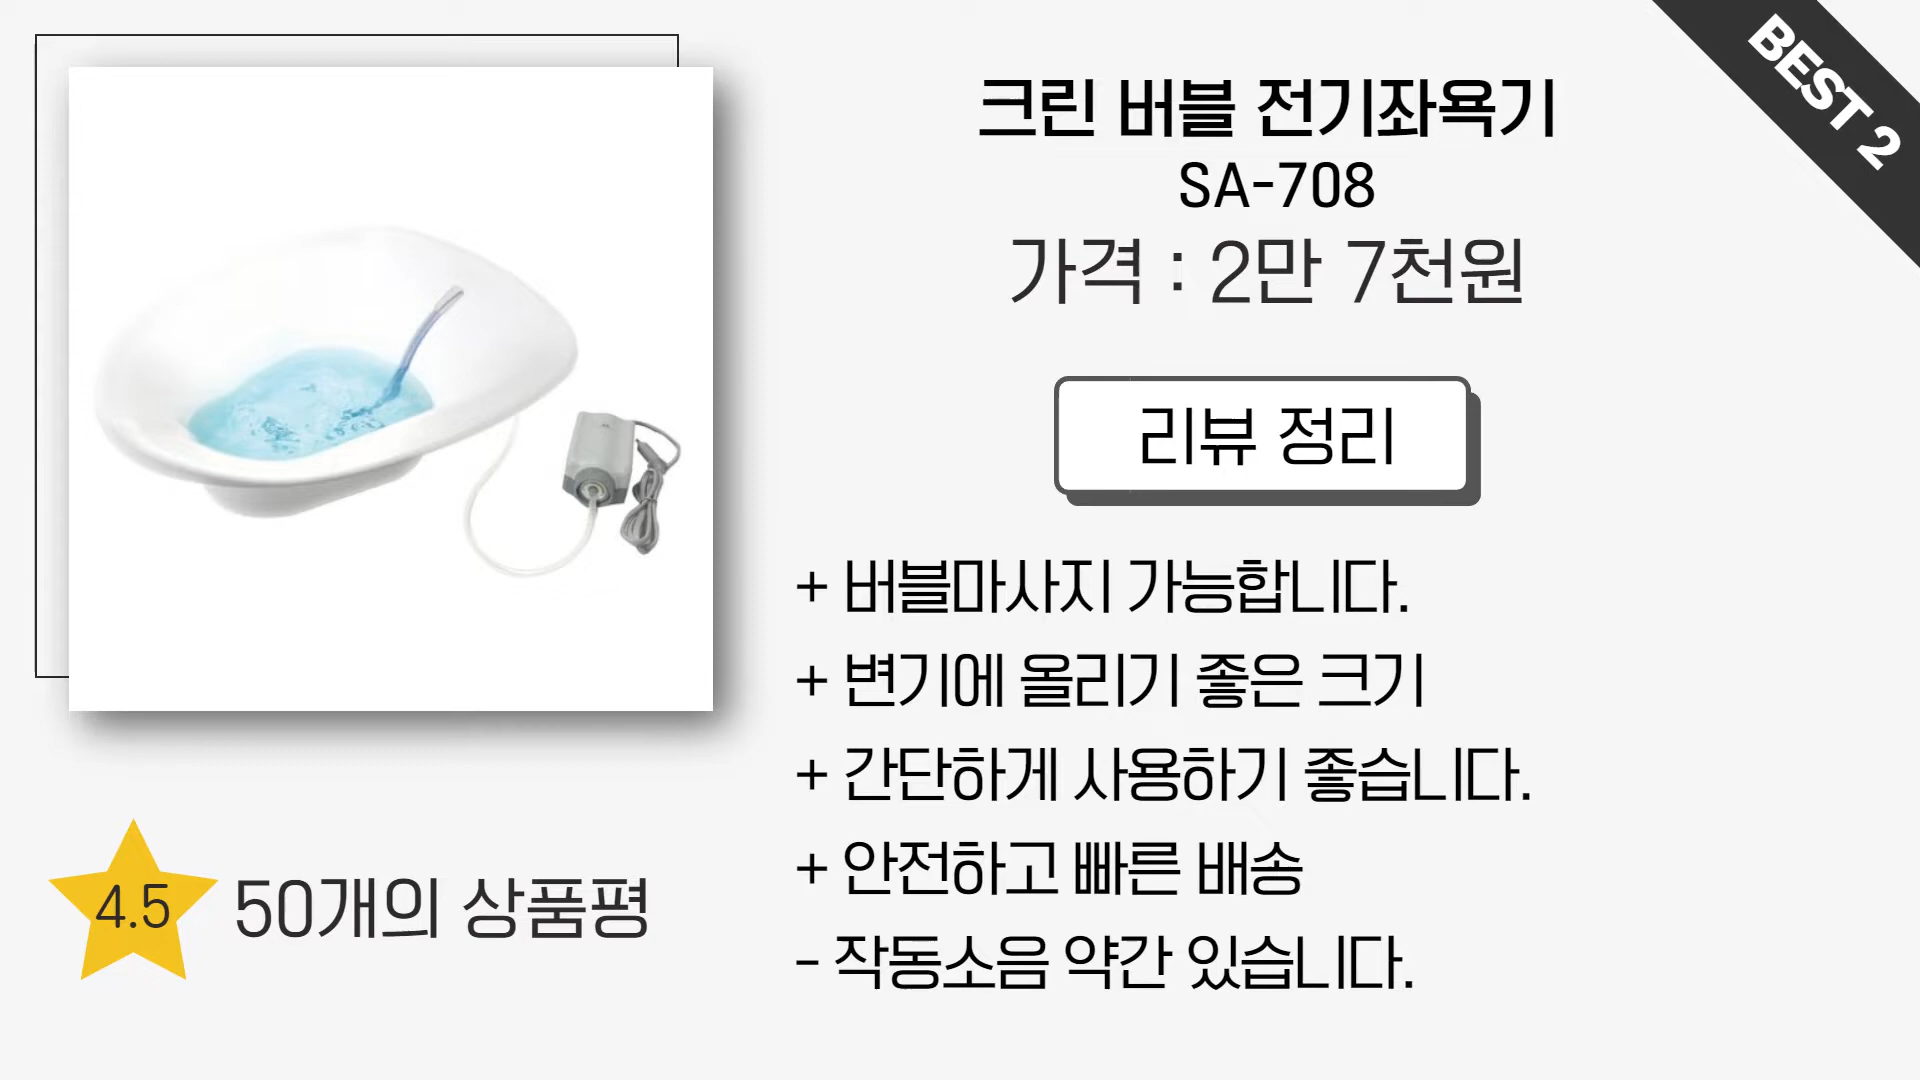 BEST 2
크린 버블 전기좌욕기
SA-708
가격 : 2만 7천원
리뷰 정리
+ 버블마사지 가능합니다.
+ 변기에 올리기 좋은 크기
+ 간단하게 사용하기 좋습니다.
+ 안전하고 빠른 배송
- 작동소음 약간 있습니다.
4.5
50개의 상품평